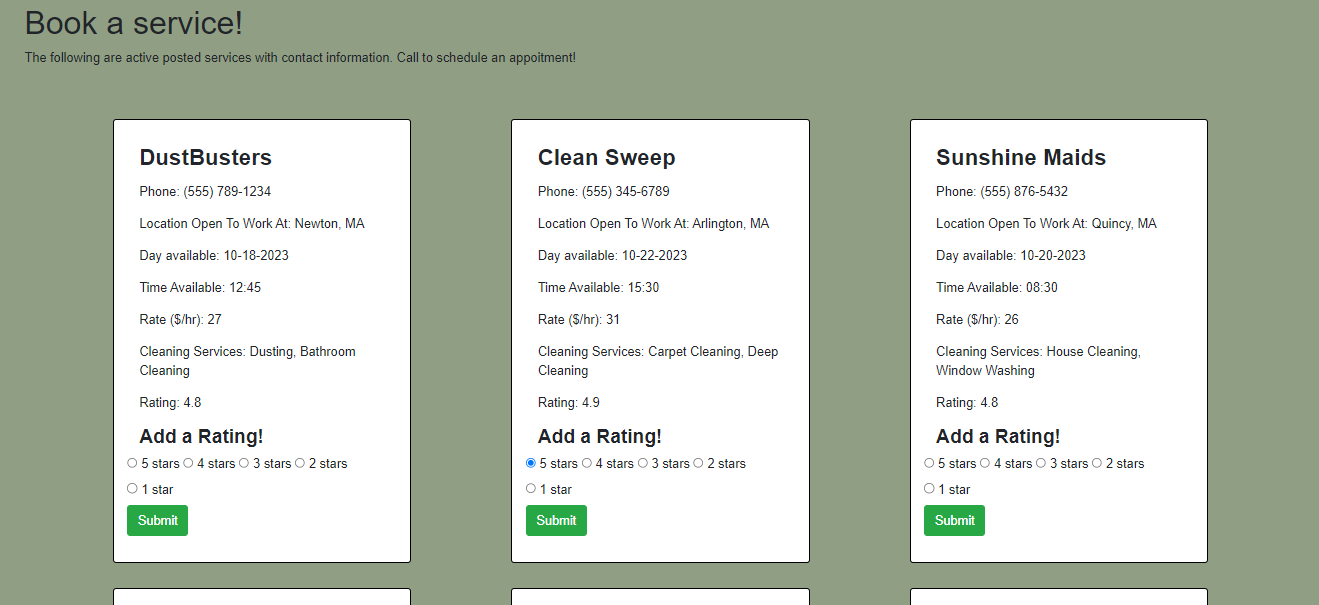 Book a service!
The following are active posted services with contact information. Call to schedule an appoitment!
DustBusters
Phone: (555) 789-1234
Location Open To Work At: Newton, MA
Day available: 10-18-2023
Time Available: 12:45
Rate ($/hr): 27
Cleaning Services: Dusting, Bathroom
Cleaning
Rating: 4.8
Add a Rating!
5 stars 4 stars 3 stars 2 stars
1 star
Submit
Clean Sweep
Phone: (555) 345-6789
Location Open To Work At: Arlington, MA
Day available: 10-22-2023
Time Available: 15:30
Rate ($/hr): 31
Cleaning Services: Carpet Cleaning, Deep
Cleaning
Rating: 4.9
Add a Rating!
5 stars 4 stars 3 stars 2 stars
1 star
Submit
Sunshine Maids
Phone: (555) 876-5432
Location Open To Work At: Quincy, MA
Day available: 10-20-2023
Time Available: 08:30
Rate ($/hr): 26
Cleaning Services: House Cleaning,
Window Washing
Rating: 4.8
Add a Rating!
5 stars 4 stars 3 stars 2 stars
1 star
Submit